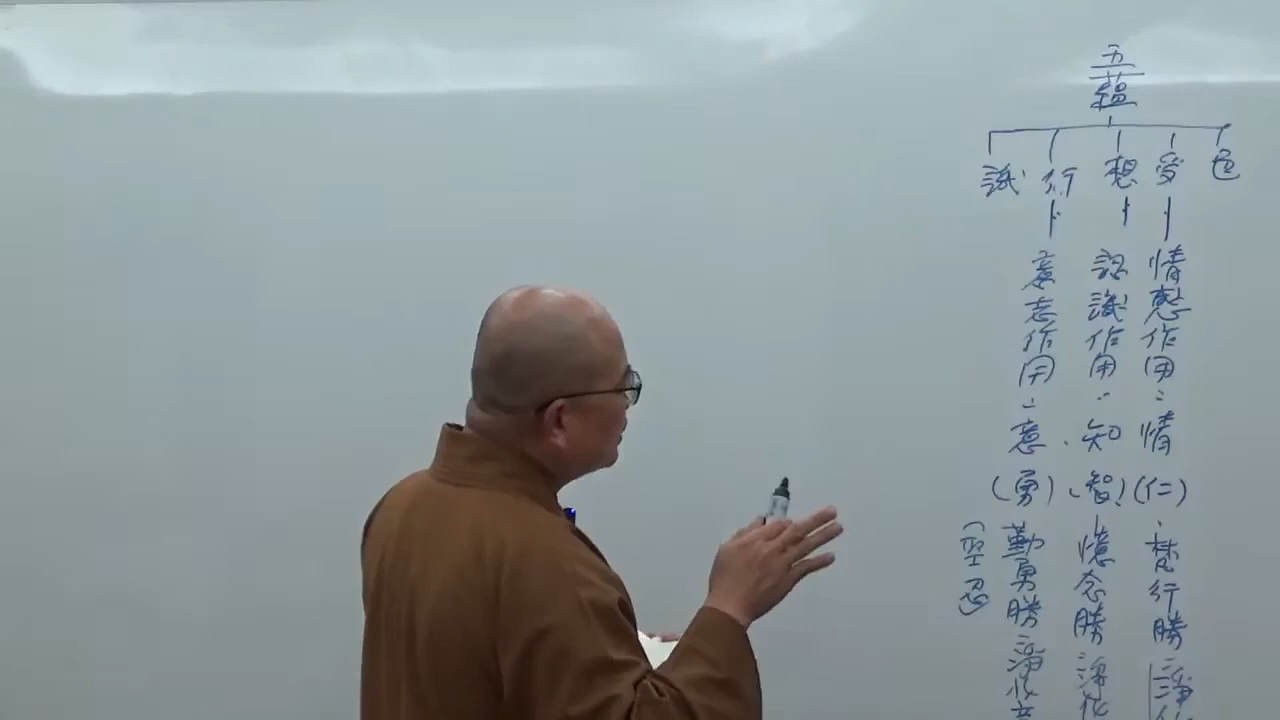 五蘊
色
受
想
行
識
情感作用:情(仁)梵行勝
認識作用:知(智)憶念勝
意志作用:意(勇)勤勇勝
(堅忍)